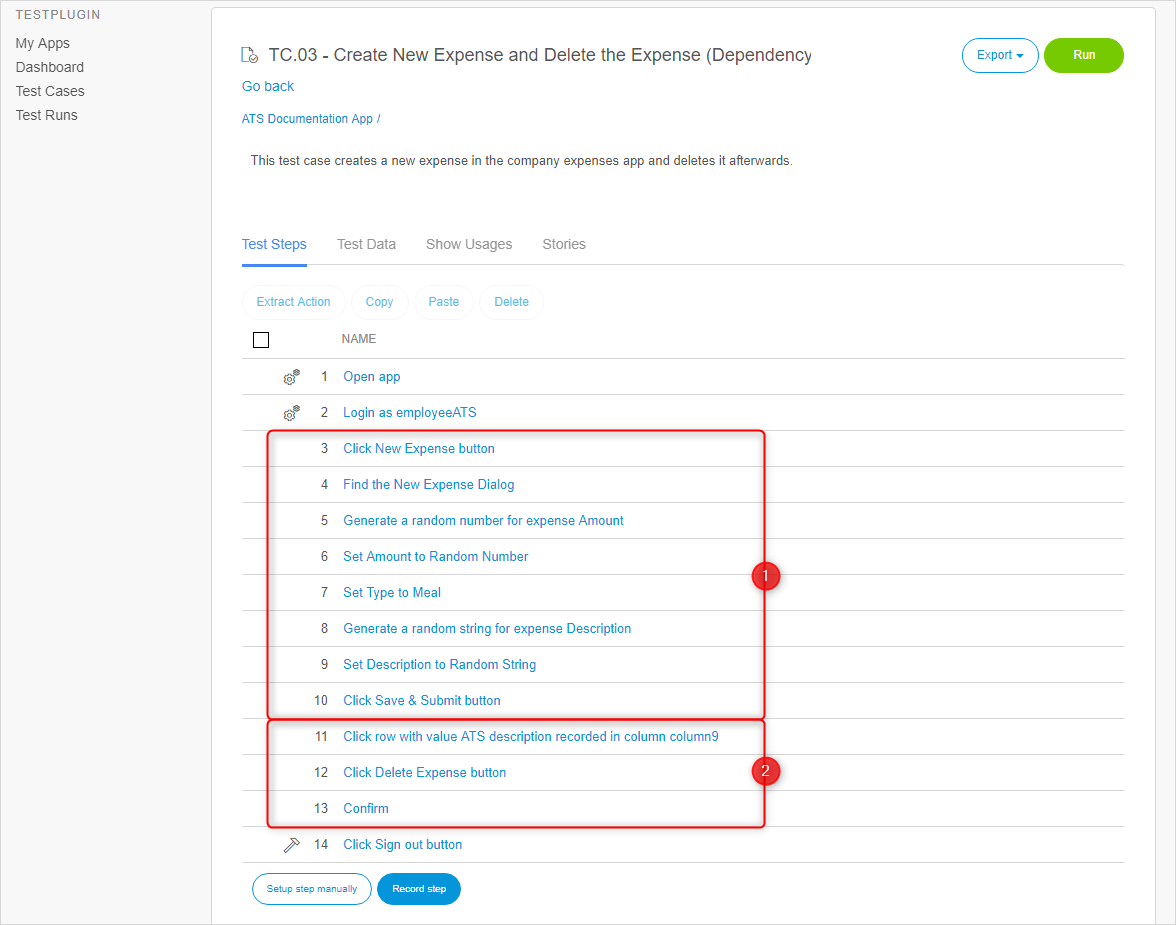 TESTPLUGIN
My Apps
Dashboard
Test Cases
Test Runs
TC.03 - Create New Expense and Delete the Expense (Dependency
Export
Run
Go back
ATS Documentation App /
This test case creates a new expense in the company expenses app and deletes it afterwards.
Test Steps Test Data Show Usages Stories
Extract Action Copy Paste Delete
NAME
1 Open app
2 Login as employeeATS
3 Click New Expense button
4 Find the New Expense Dialog
5 Generate a random number for expense Amount
6 Set Amount to Random Number
1
7 Set Type to Meal
8 Generate a random string for expense Description
9 Set Description to Random String
10 Click Save & Submit button
11 Click row with value ATS description recorded in column column9
12 Click Delete Expense button
2
13 Confirm
14 Click Sign out button
Setup step manually Record step